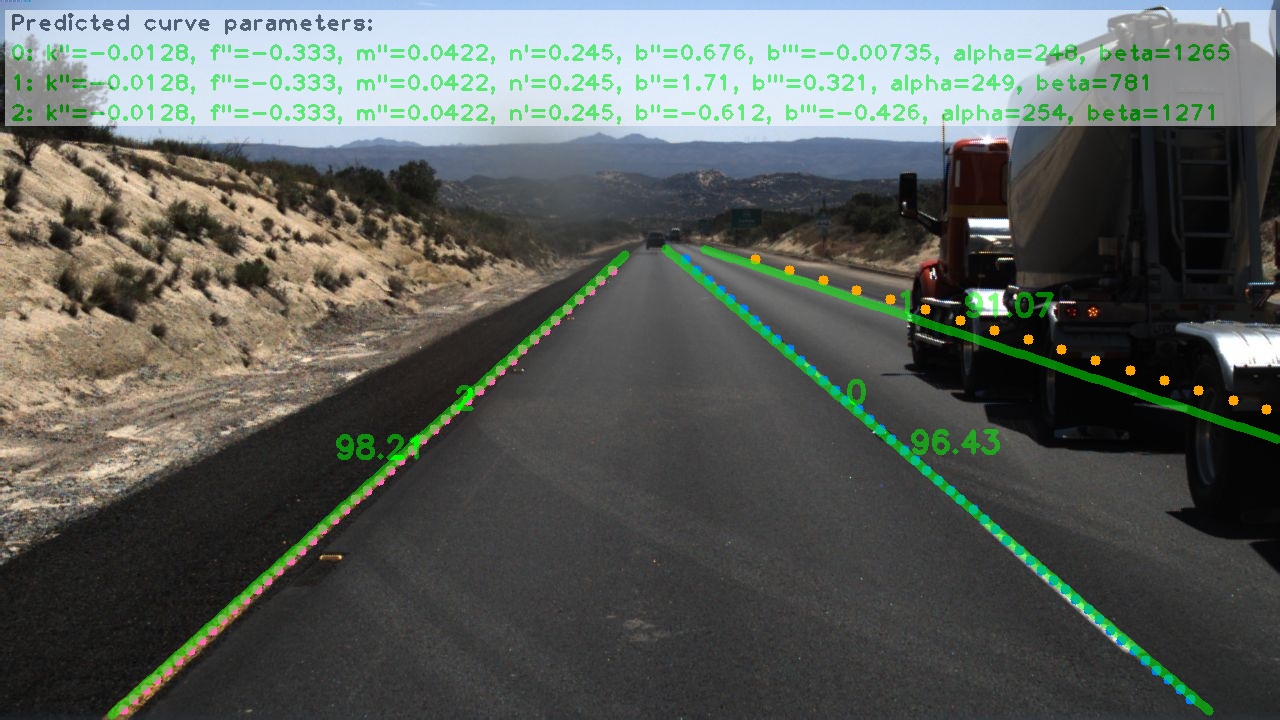 Predicted curve parameters:
0: k''=-0.0128, f''=-0.333, m''=0.0422, n'=0.245, b''=0.676, b'''=-0.00735, alpha=248, beta=1265
1: k''=-0.0128, f''=-0.333, m''=0.0422, n'=0.245, b''=1.71, b'''=0.321, alpha=249, beta=781
2: k''=-0.0128, f''=-0.333, m''=0.0422, n'=0.245, b''=-0.612, b'''=-0.426, alpha=254, beta=1271
1 91.07
2 0
98.21 96.43